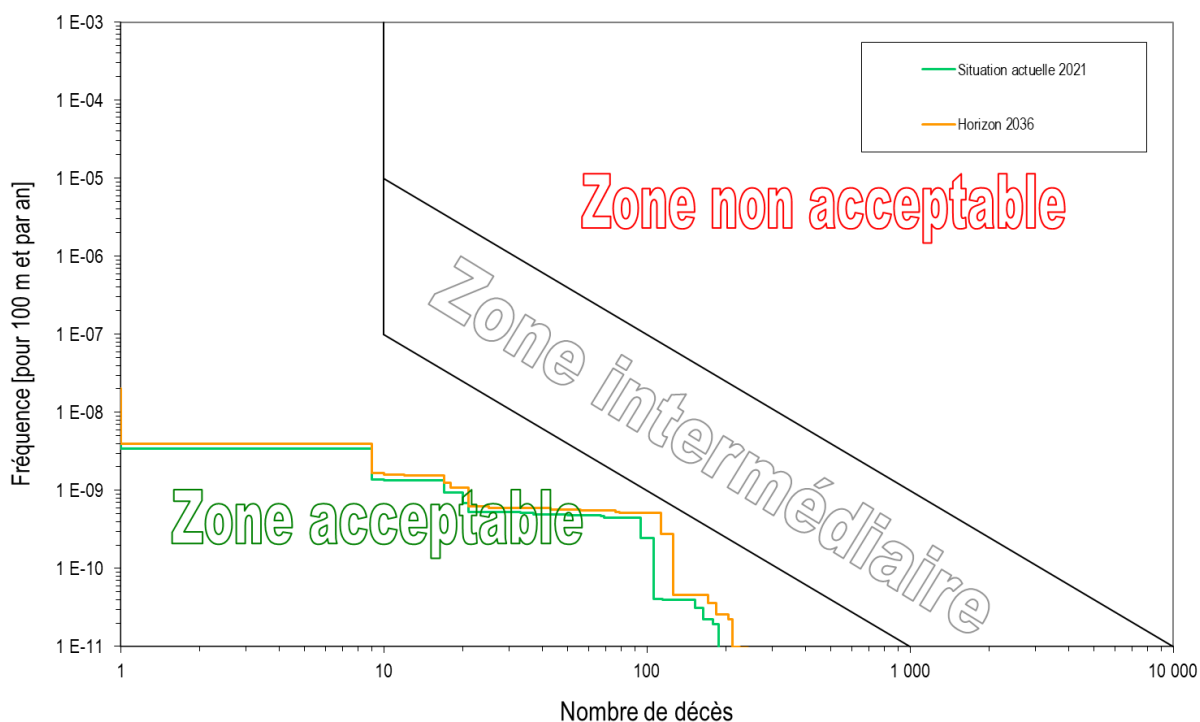 1 E-03
1 E-04
1 E-05
1 E-06
1 E-07
1 E-08
1 E-09
1 E-10
1 E-11
Fréquence [pour 100 m et par an]
Situation actuelle 2021
Horizon 2036
Zone non acceptable
Zone intermédiaire
Zone acceptable
1
10
100
1 000
10 000
Nombre de décès